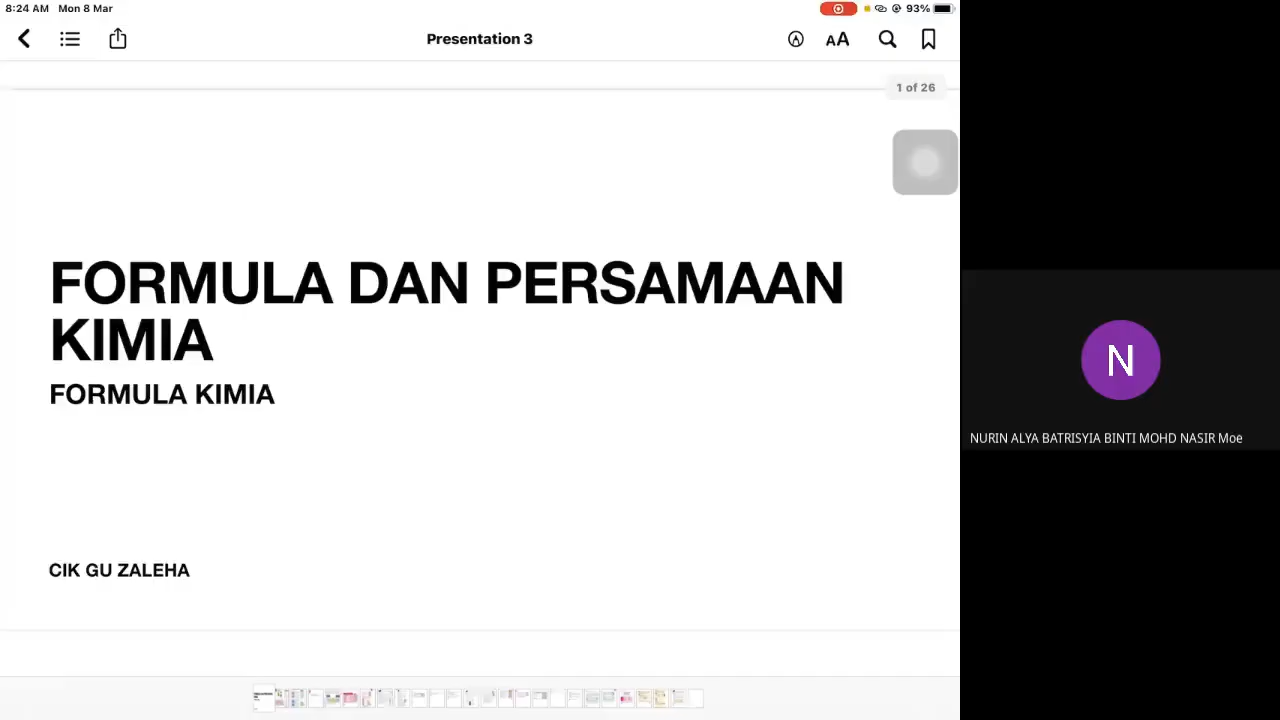 8:24 AM Mon 8 Mar
93%
Presentation 3
AA
1 of 26
FORMULA DAN PERSAMAAN
KIMIA
FORMULA KIMIA
CIK GU ZALEHA
N
NURIN ALYA BATRISYIA BINTI MOHD NASIR Moe